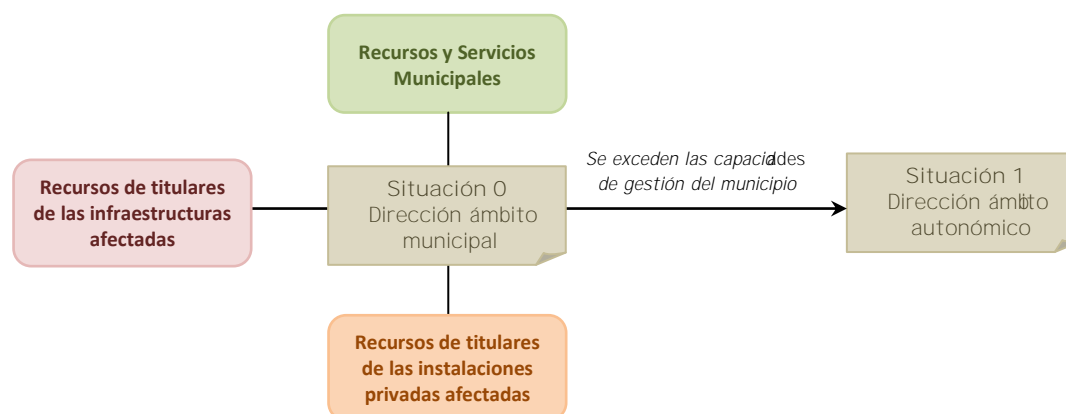 Recursos y Servicios
Municipales
Recursos de titulares
de las infraestructuras
afectadas
Situación 0
Dirección ámbito
municipal
Se exceden las capacidades
de gestión del municipio
Situación 1
Dirección ámbito
autonómico
Recursos de titulares
de las instalaciones
privadas afectadas